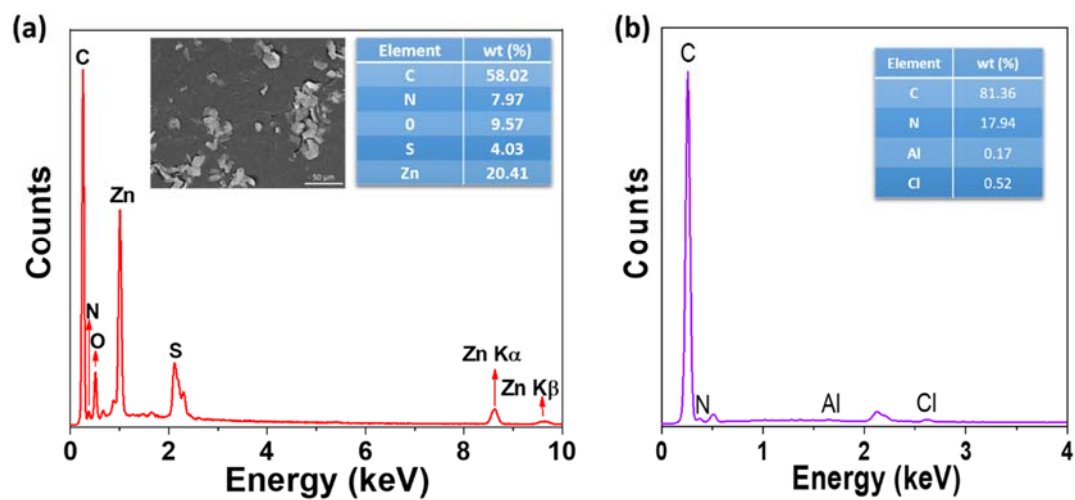 (a)
C
Zn
N
O
S
Zn Kα
Zn Kβ
50 μm
Element wt (%)
C 58.02
N 7.97
0 9.57
S 4.03
Zn 20.41
Counts
0 2 4 6 8 10
Energy (keV)
(b)
C
N
Al
Cl
Element wt (%)
C 81.36
N 17.94
Al 0.17
Cl 0.52
Counts
0 1 2 3 4
Energy (keV)